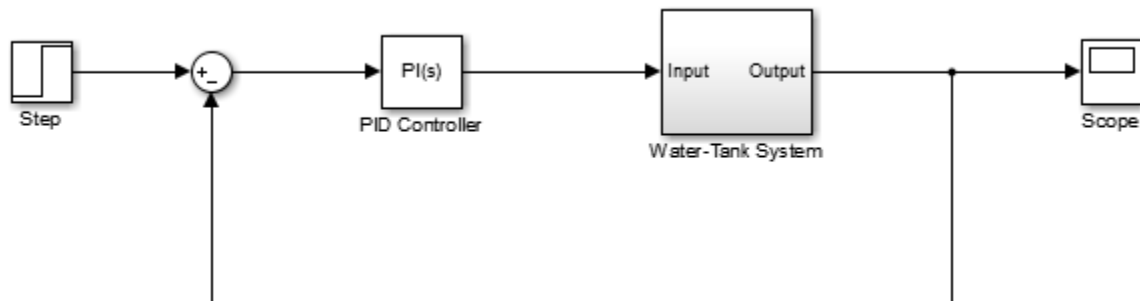 +
−
PI(s)
Input
Output
Step
PID Controller
Water-Tank System
Scope